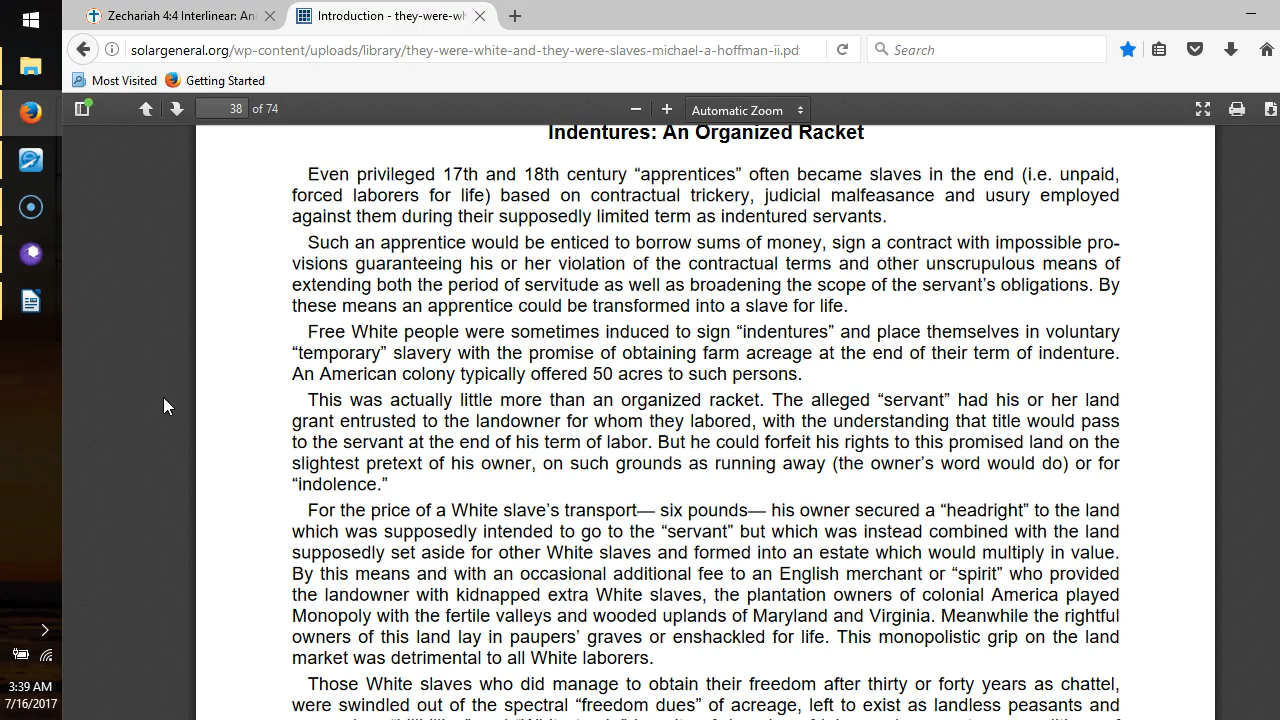 Zechariah 4:4 Interlinear: An
Introduction - they-were-wh
solargeneral.org/wp-content/uploads/library/they-were-white-and-they-were-slaves-michael-a-hoffman-ii.pd
Search
Most Visited
Getting Started
38 of 74
Automatic Zoom
Indentures: An Organized Racket
Even privileged 17th and 18th century “apprentices” often became slaves in the end (i.e. unpaid,
forced laborers for life) based on contractual trickery, judicial malfeasance and usury employed
against them during their supposedly limited term as indentured servants.
Such an apprentice would be enticed to borrow sums of money, sign a contract with impossible pro-
visions guaranteeing his or her violation of the contractual terms and other unscrupulous means of
extending both the period of servitude as well as broadening the scope of the servant’s obligations. By
these means an apprentice could be transformed into a slave for life.
Free White people were sometimes induced to sign “indentures” and place themselves in voluntary
“temporary” slavery with the promise of obtaining farm acreage at the end of their term of indenture.
An American colony typically offered 50 acres to such persons.
This was actually little more than an organized racket. The alleged “servant” had his or her land
grant entrusted to the landowner for whom they labored, with the understanding that title would pass
to the servant at the end of his term of labor. But he could forfeit his rights to this promised land on the
slightest pretext of his owner, on such grounds as running away (the owner’s word would do) or for
“indolence.”
For the price of a White slave’s transport— six pounds— his owner secured a “headright” to the land
which was supposedly intended to go to the “servant” but which was instead combined with the land
supposedly set aside for other White slaves and formed into an estate which would multiply in value.
By this means and with an occasional additional fee to an English merchant or “spirit” who provided
the landowner with kidnapped extra White slaves, the plantation owners of colonial America played
Monopoly with the fertile valleys and wooded uplands of Maryland and Virginia. Meanwhile the rightful
owners of this land lay in paupers’ graves or enshackled for life. This monopolistic grip on the land
market was detrimental to all White laborers.
Those White slaves who did manage to obtain their freedom after thirty or forty years as chattel,
were swindled out of the spectral “freedom dues” of acreage, left to exist as landless peasants and
3:39 AM
7/16/2017